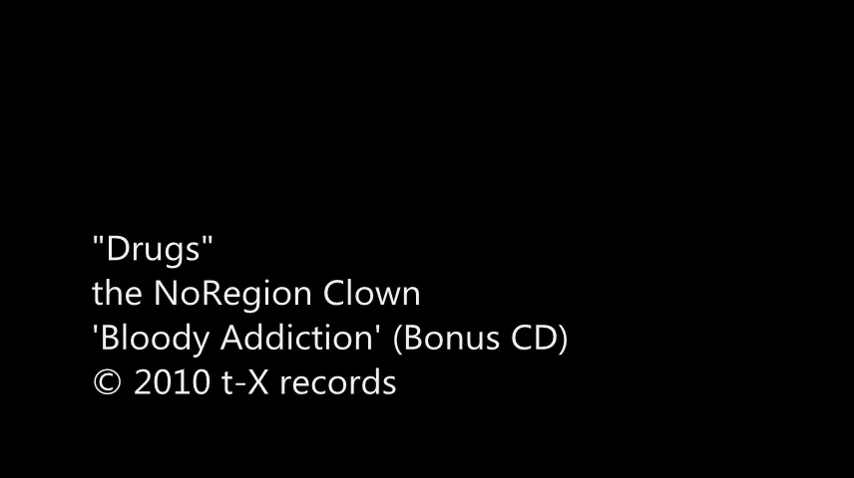 "Drugs"
the NoRegion Clown
'Bloody Addiction' (Bonus CD)
© 2010 t-X records